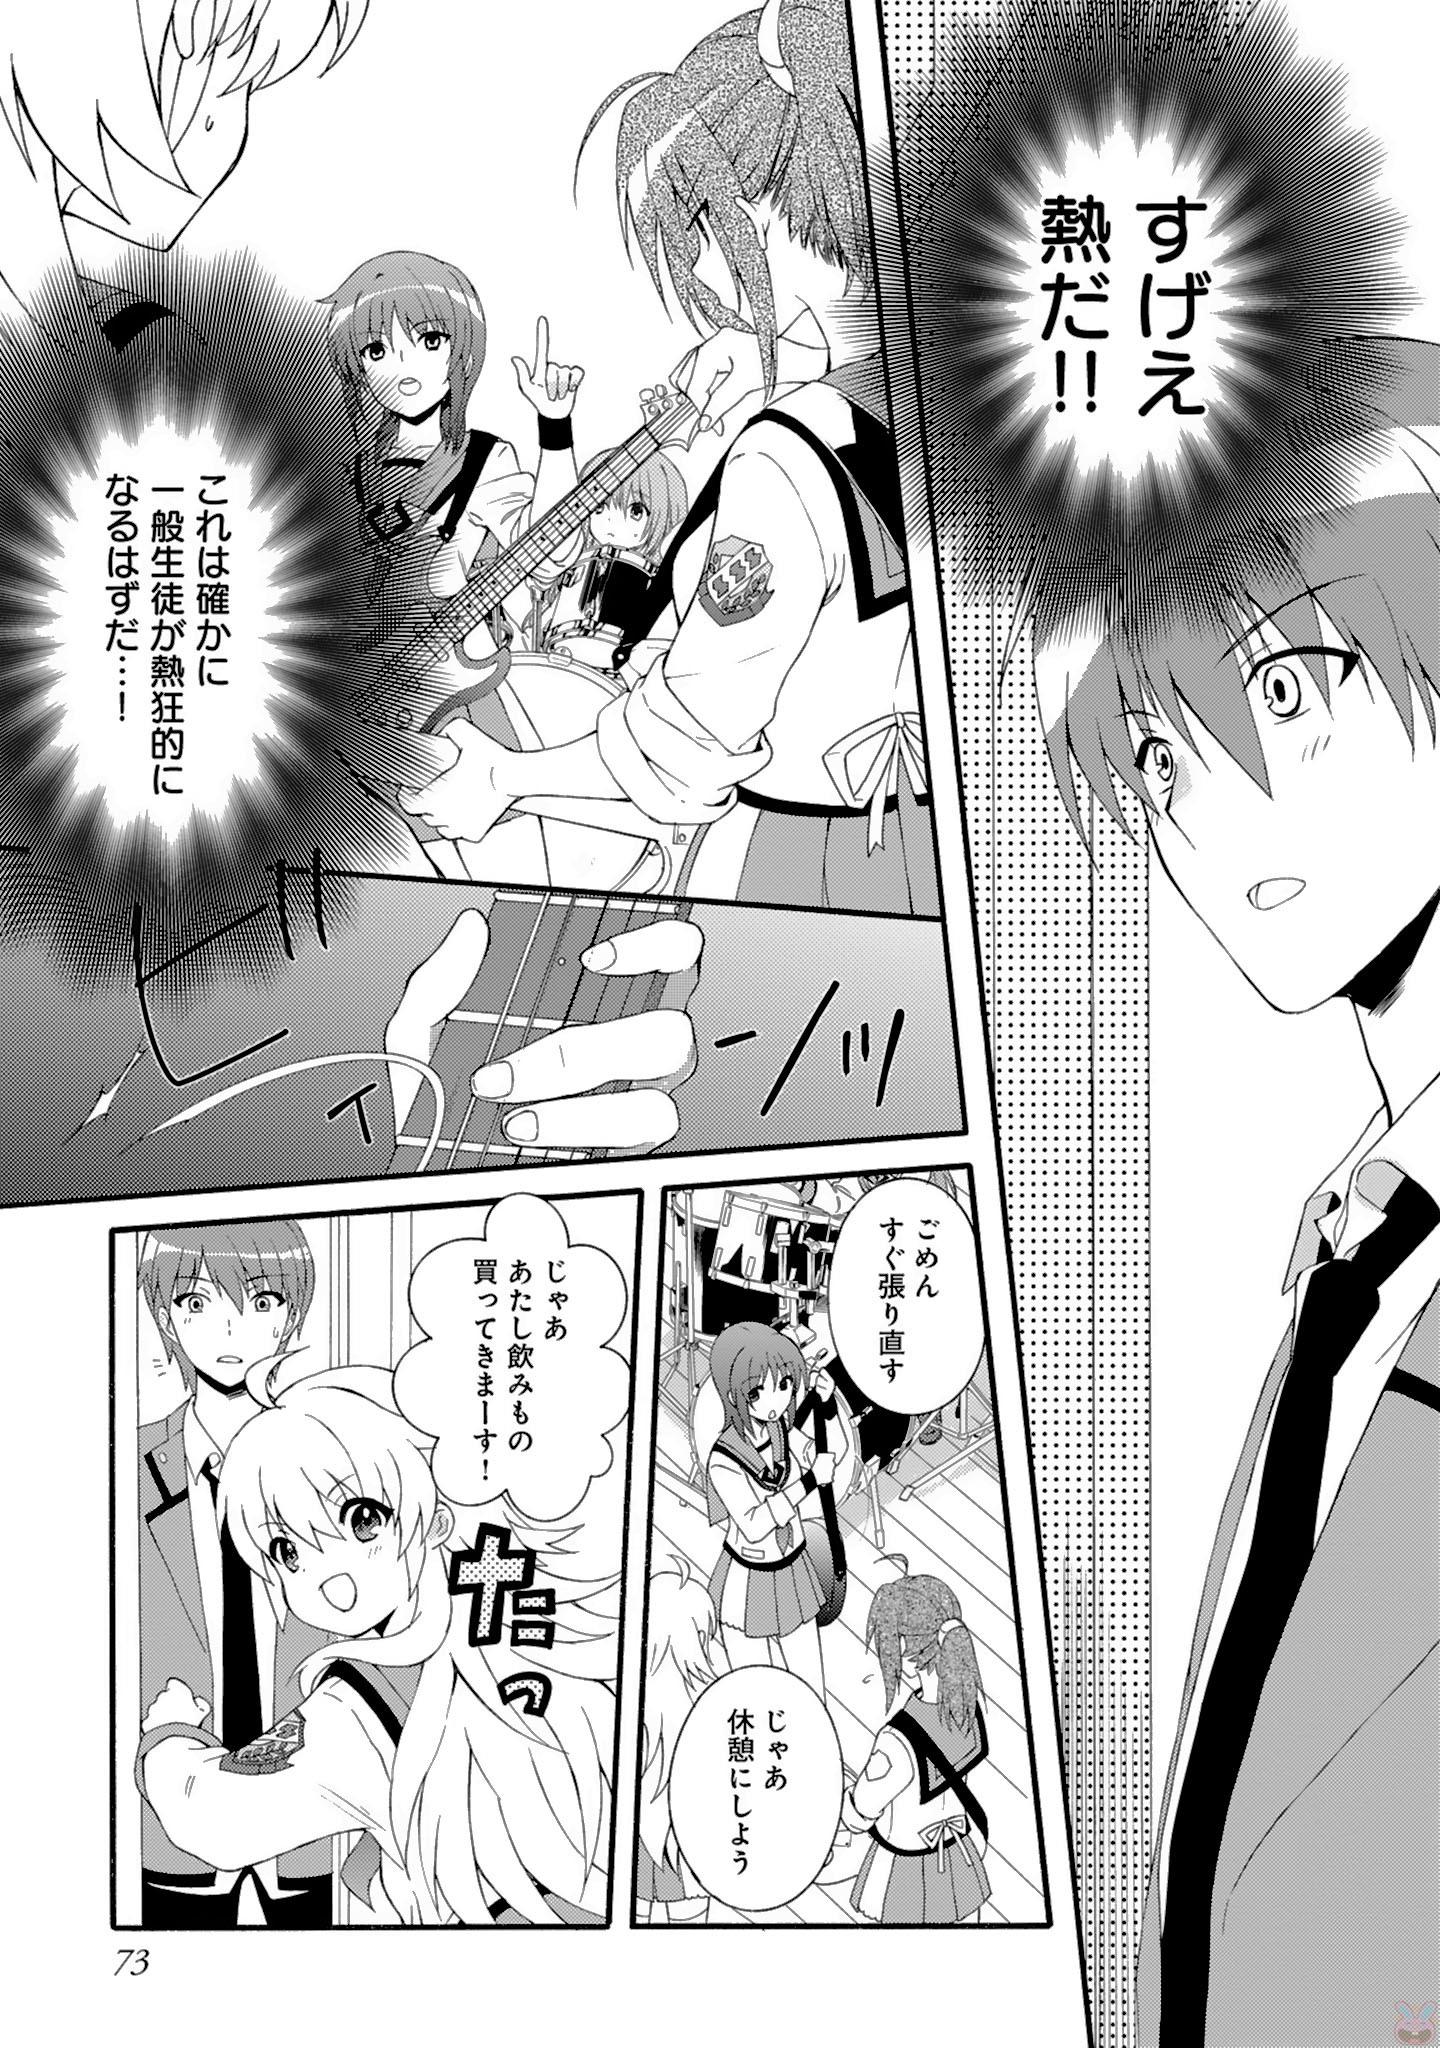 すげえ
熱だ!!
これは確かに
一般生徒が熱狂的に
なるはずだ…!
ビーンッ
ごめん
すぐ張り直す
じゃあ
休憩にしよう
じゃあ
あたし飲みもの
買ってきまーす!
たたっ
73